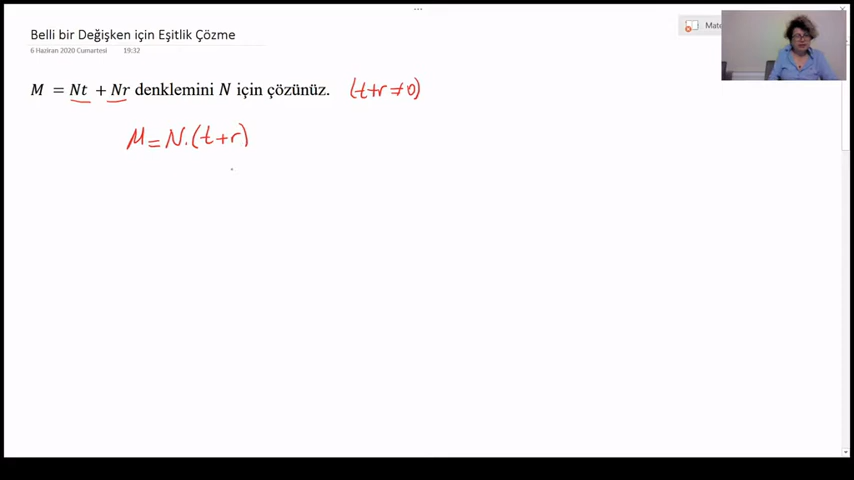 Belli bir Değişken için Eşitlik Çözme
6 Haziran 2020 Cumartesi 19:32
M = Nt + Nr denklemini N için çözünüz. (t+r≠0)
M=N.(t+r)